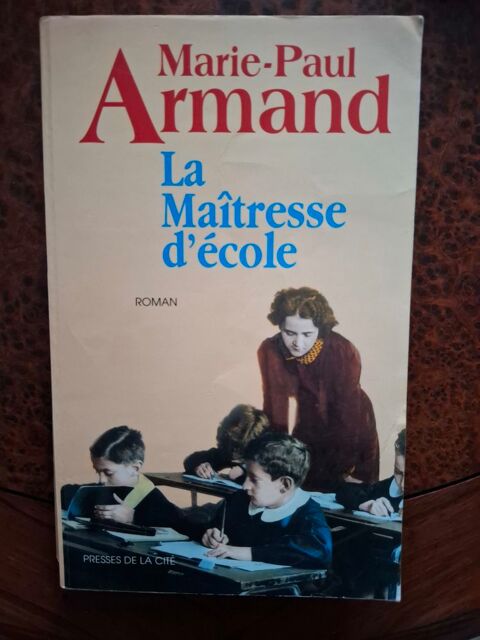 Marie-Paul
Armand
La
Maîtresse
d'école
ROMAN
PRESSES DE LA CITÉ